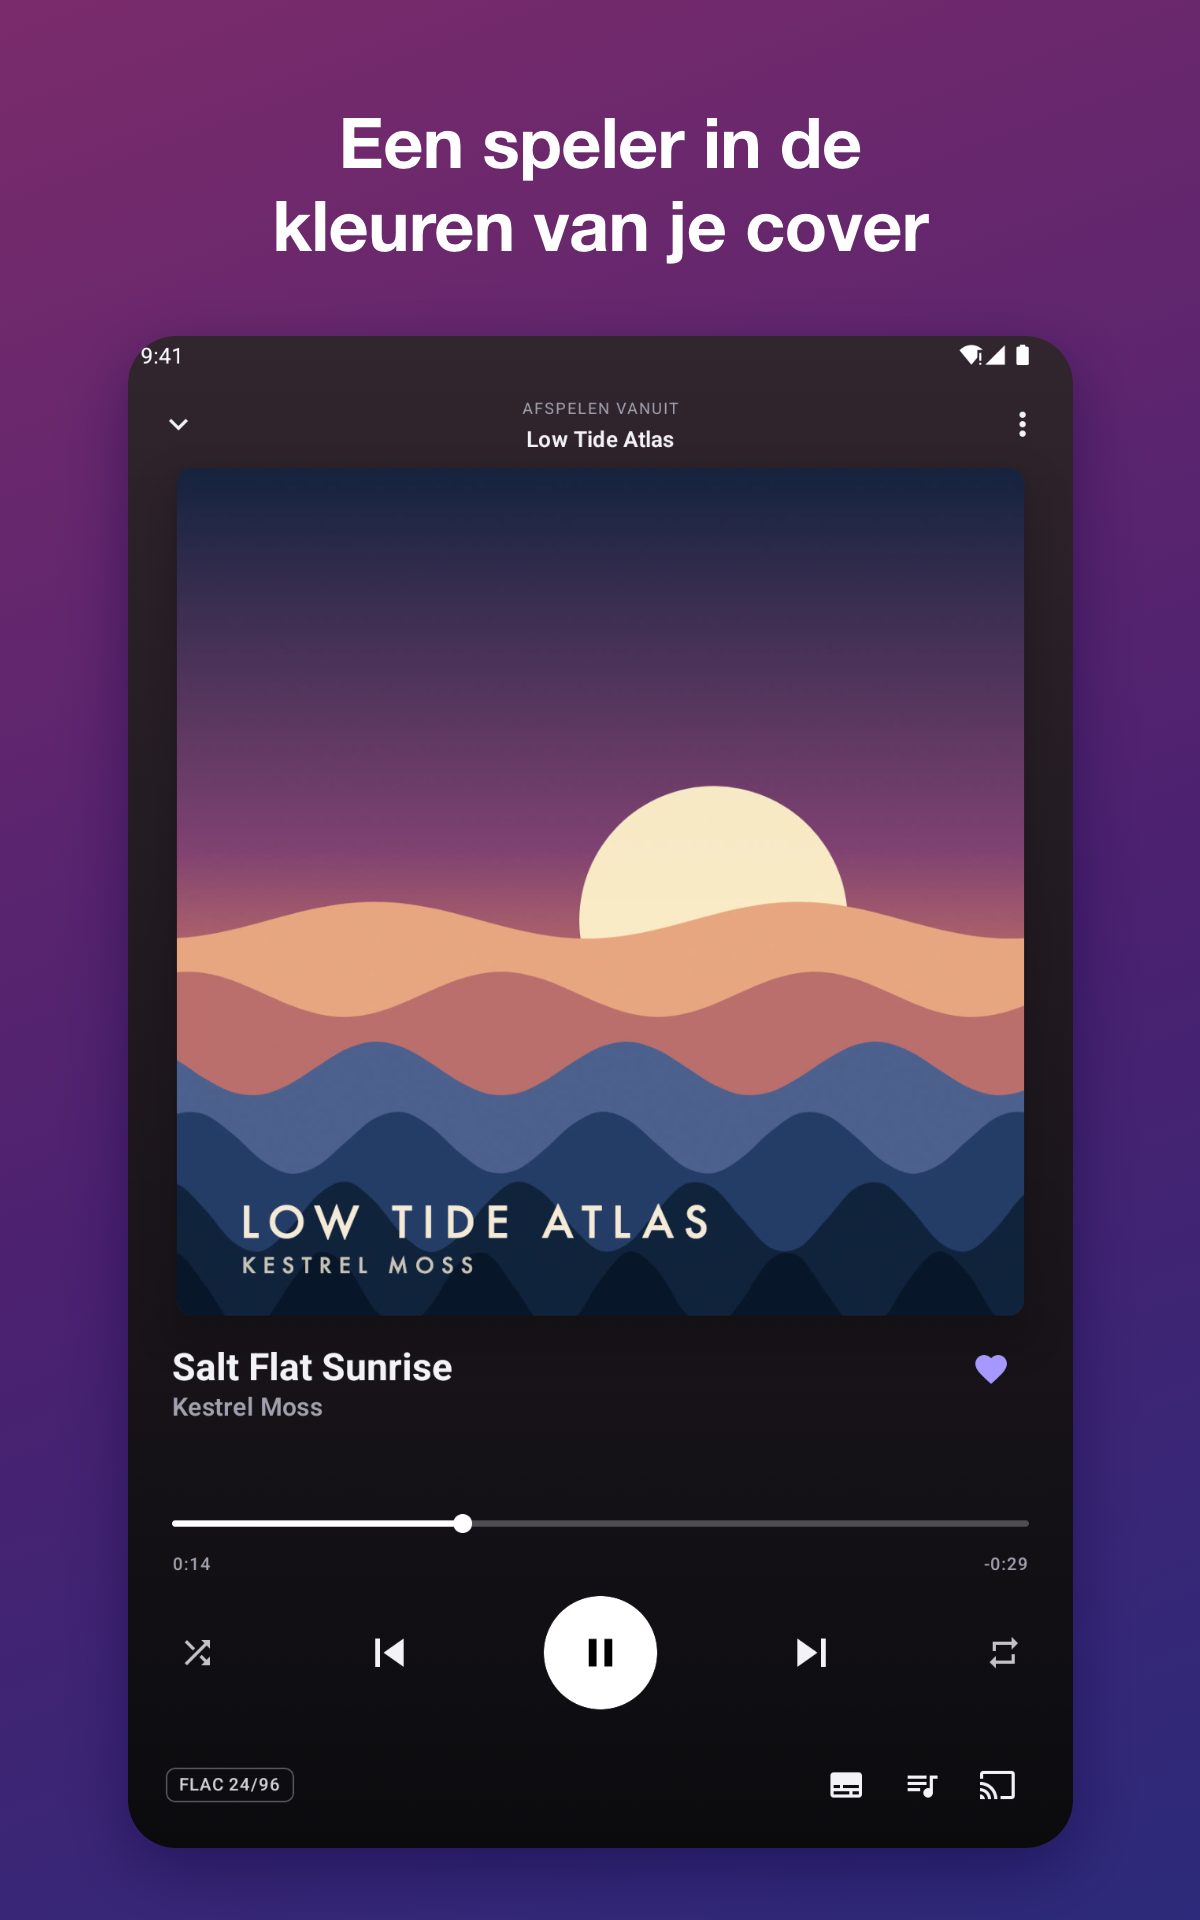 Een speler in de
kleuren van je cover
9:41
AFSPELEN VANUIT
Low Tide Atlas
LOW TIDE ATLAS
KESTREL MOSS
Salt Flat Sunrise
Kestrel Moss
0:14
-0:29
FLAC 24/96